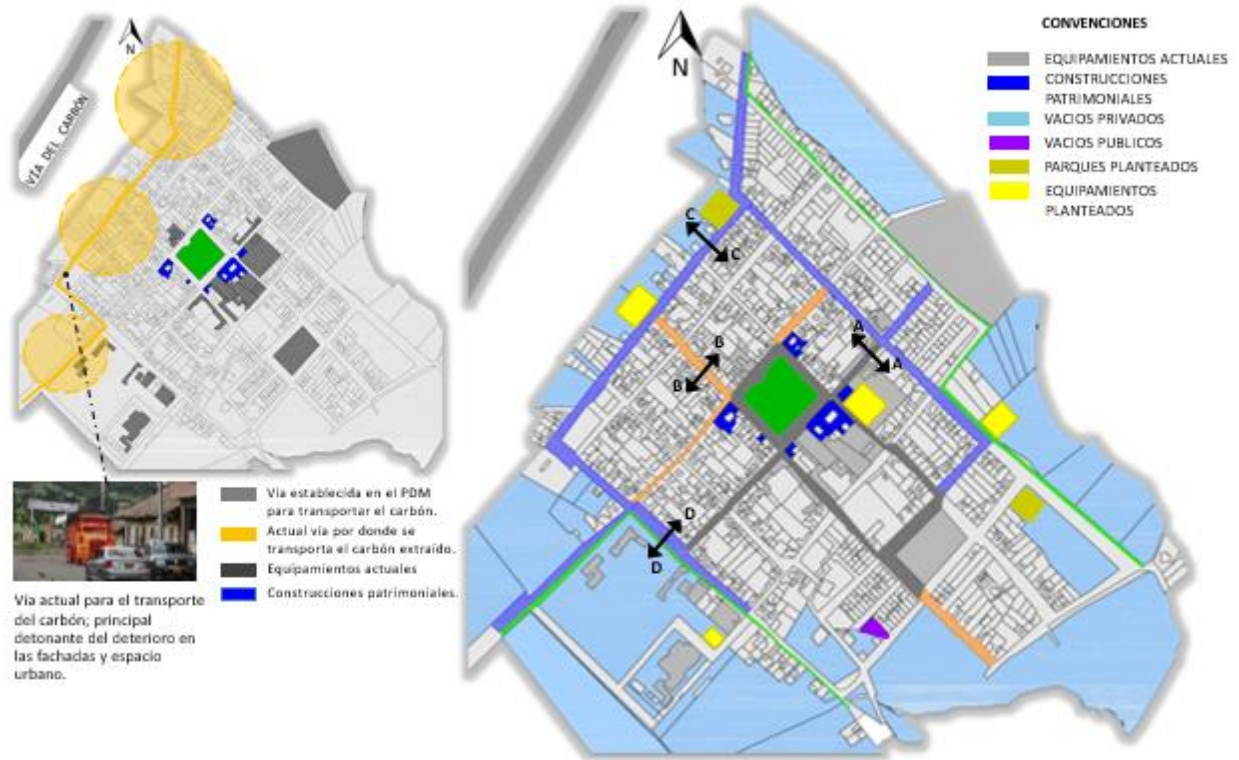 N
VÍA DEL CARBÓN
Vía establecida en el PDM
para transportar el carbón.
Actual vía por donde se
transporta el carbón extraído.
Equipamientos actuales
Construcciones patrimoniales.
Vía actual para el transporte
del carbón; principal
detonante del deterioro en
las fachadas y espacio
urbano.
N
C
C
A
A
B
B
D
D
CONVENCIONES
EQUIPAMIENTOS ACTUALES
CONSTRUCCIONES
PATRIMONIALES
VACIOS PRIVADOS
VACIOS PUBLICOS
PARQUES PLANTEADOS
EQUIPAMIENTOS
PLANTEADOS